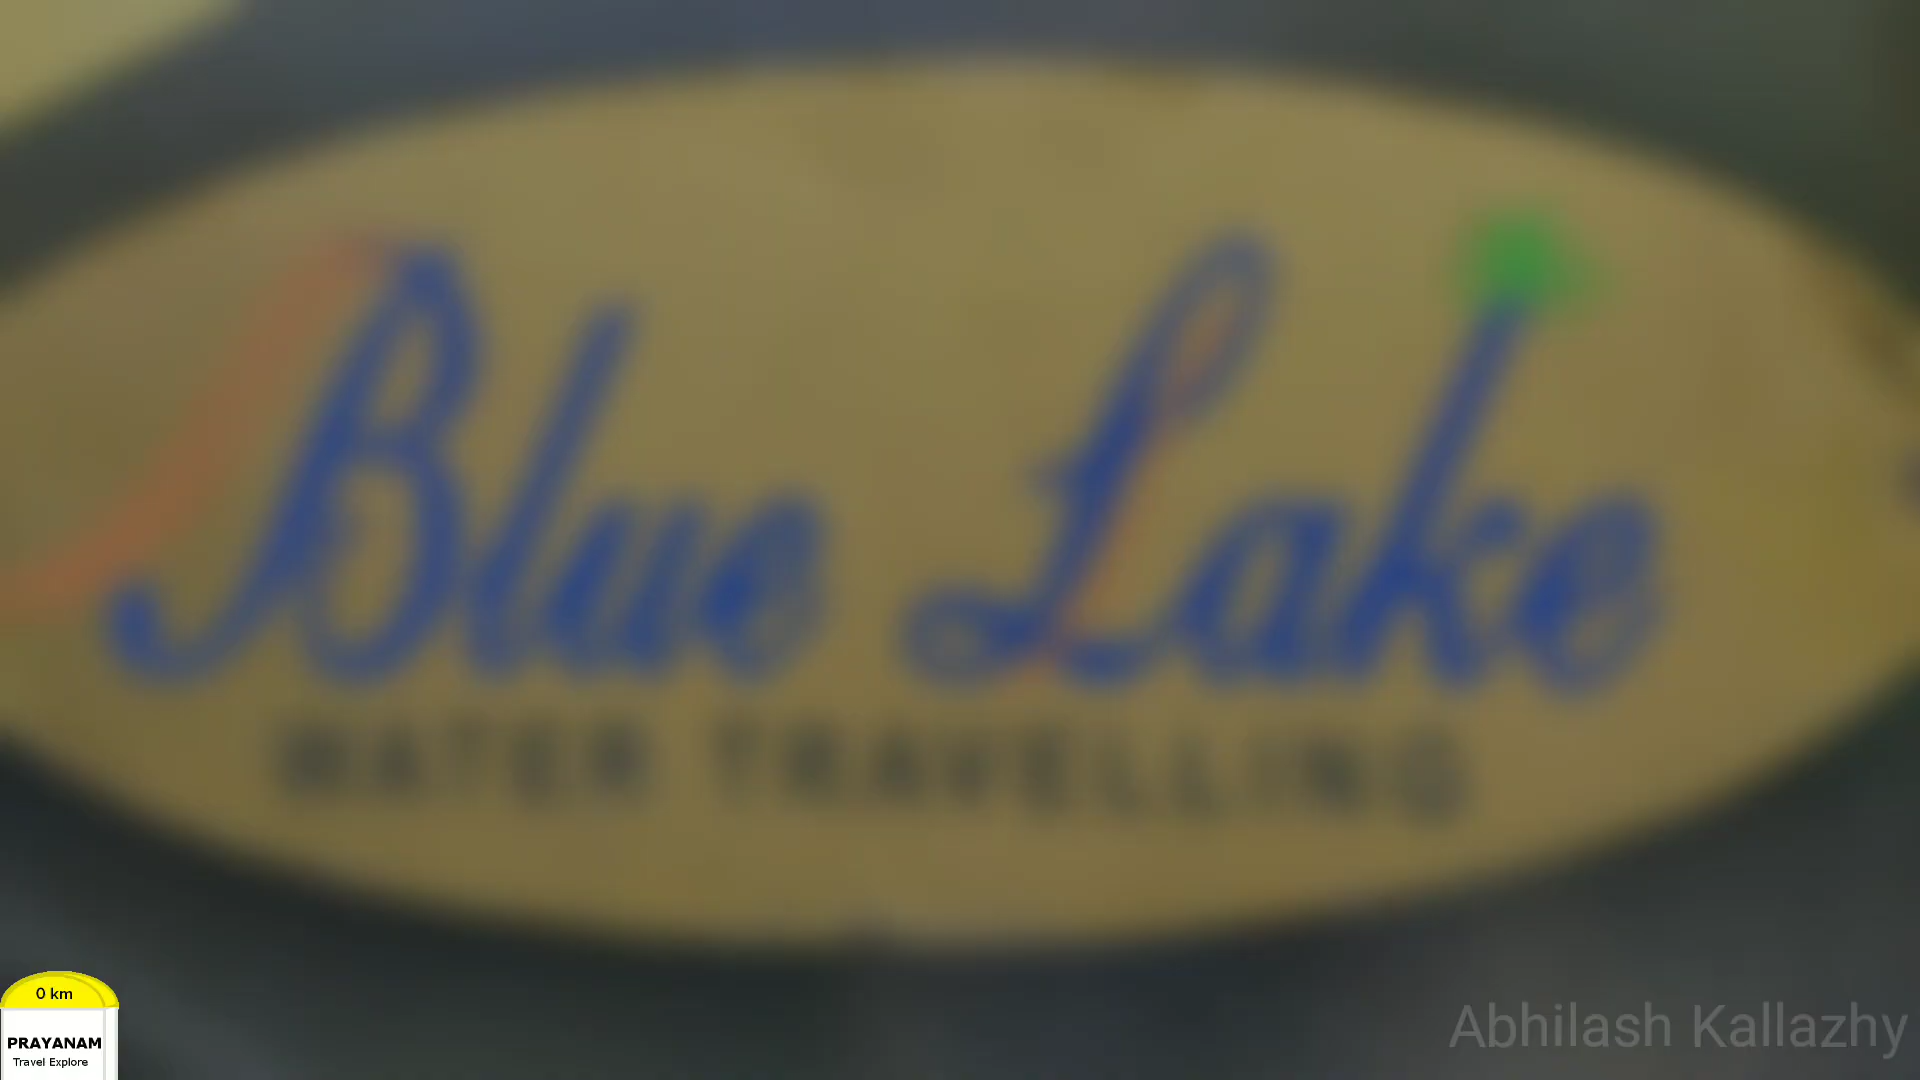 Blue Lake
WATER TRAVELLING
0 km
PRAYANAM
Travel Explore
Abhilash Kallazhy